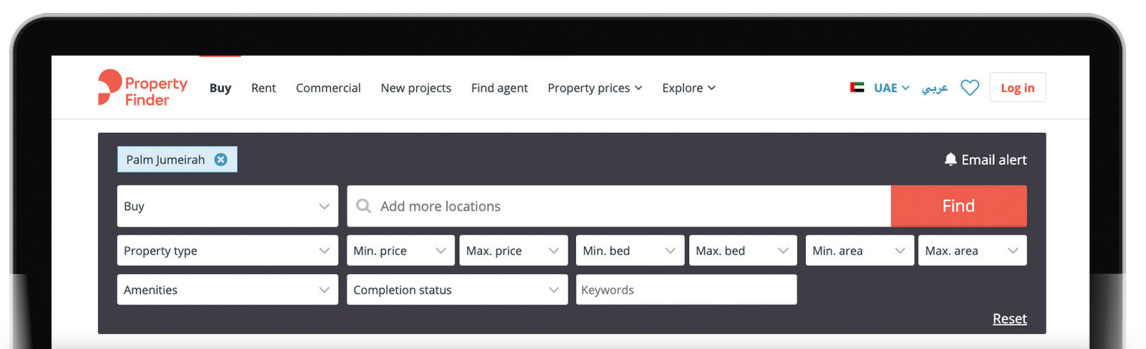 Property Finder
Buy Rent Commercial New projects Find agent Property prices Explore UAE عربي Log in
Palm Jumeirah Email alert
Buy Add more locations Find
Property type Min. price Max. price Min. bed Max. bed Min. area Max. area
Amenities Completion status Keywords
Reset